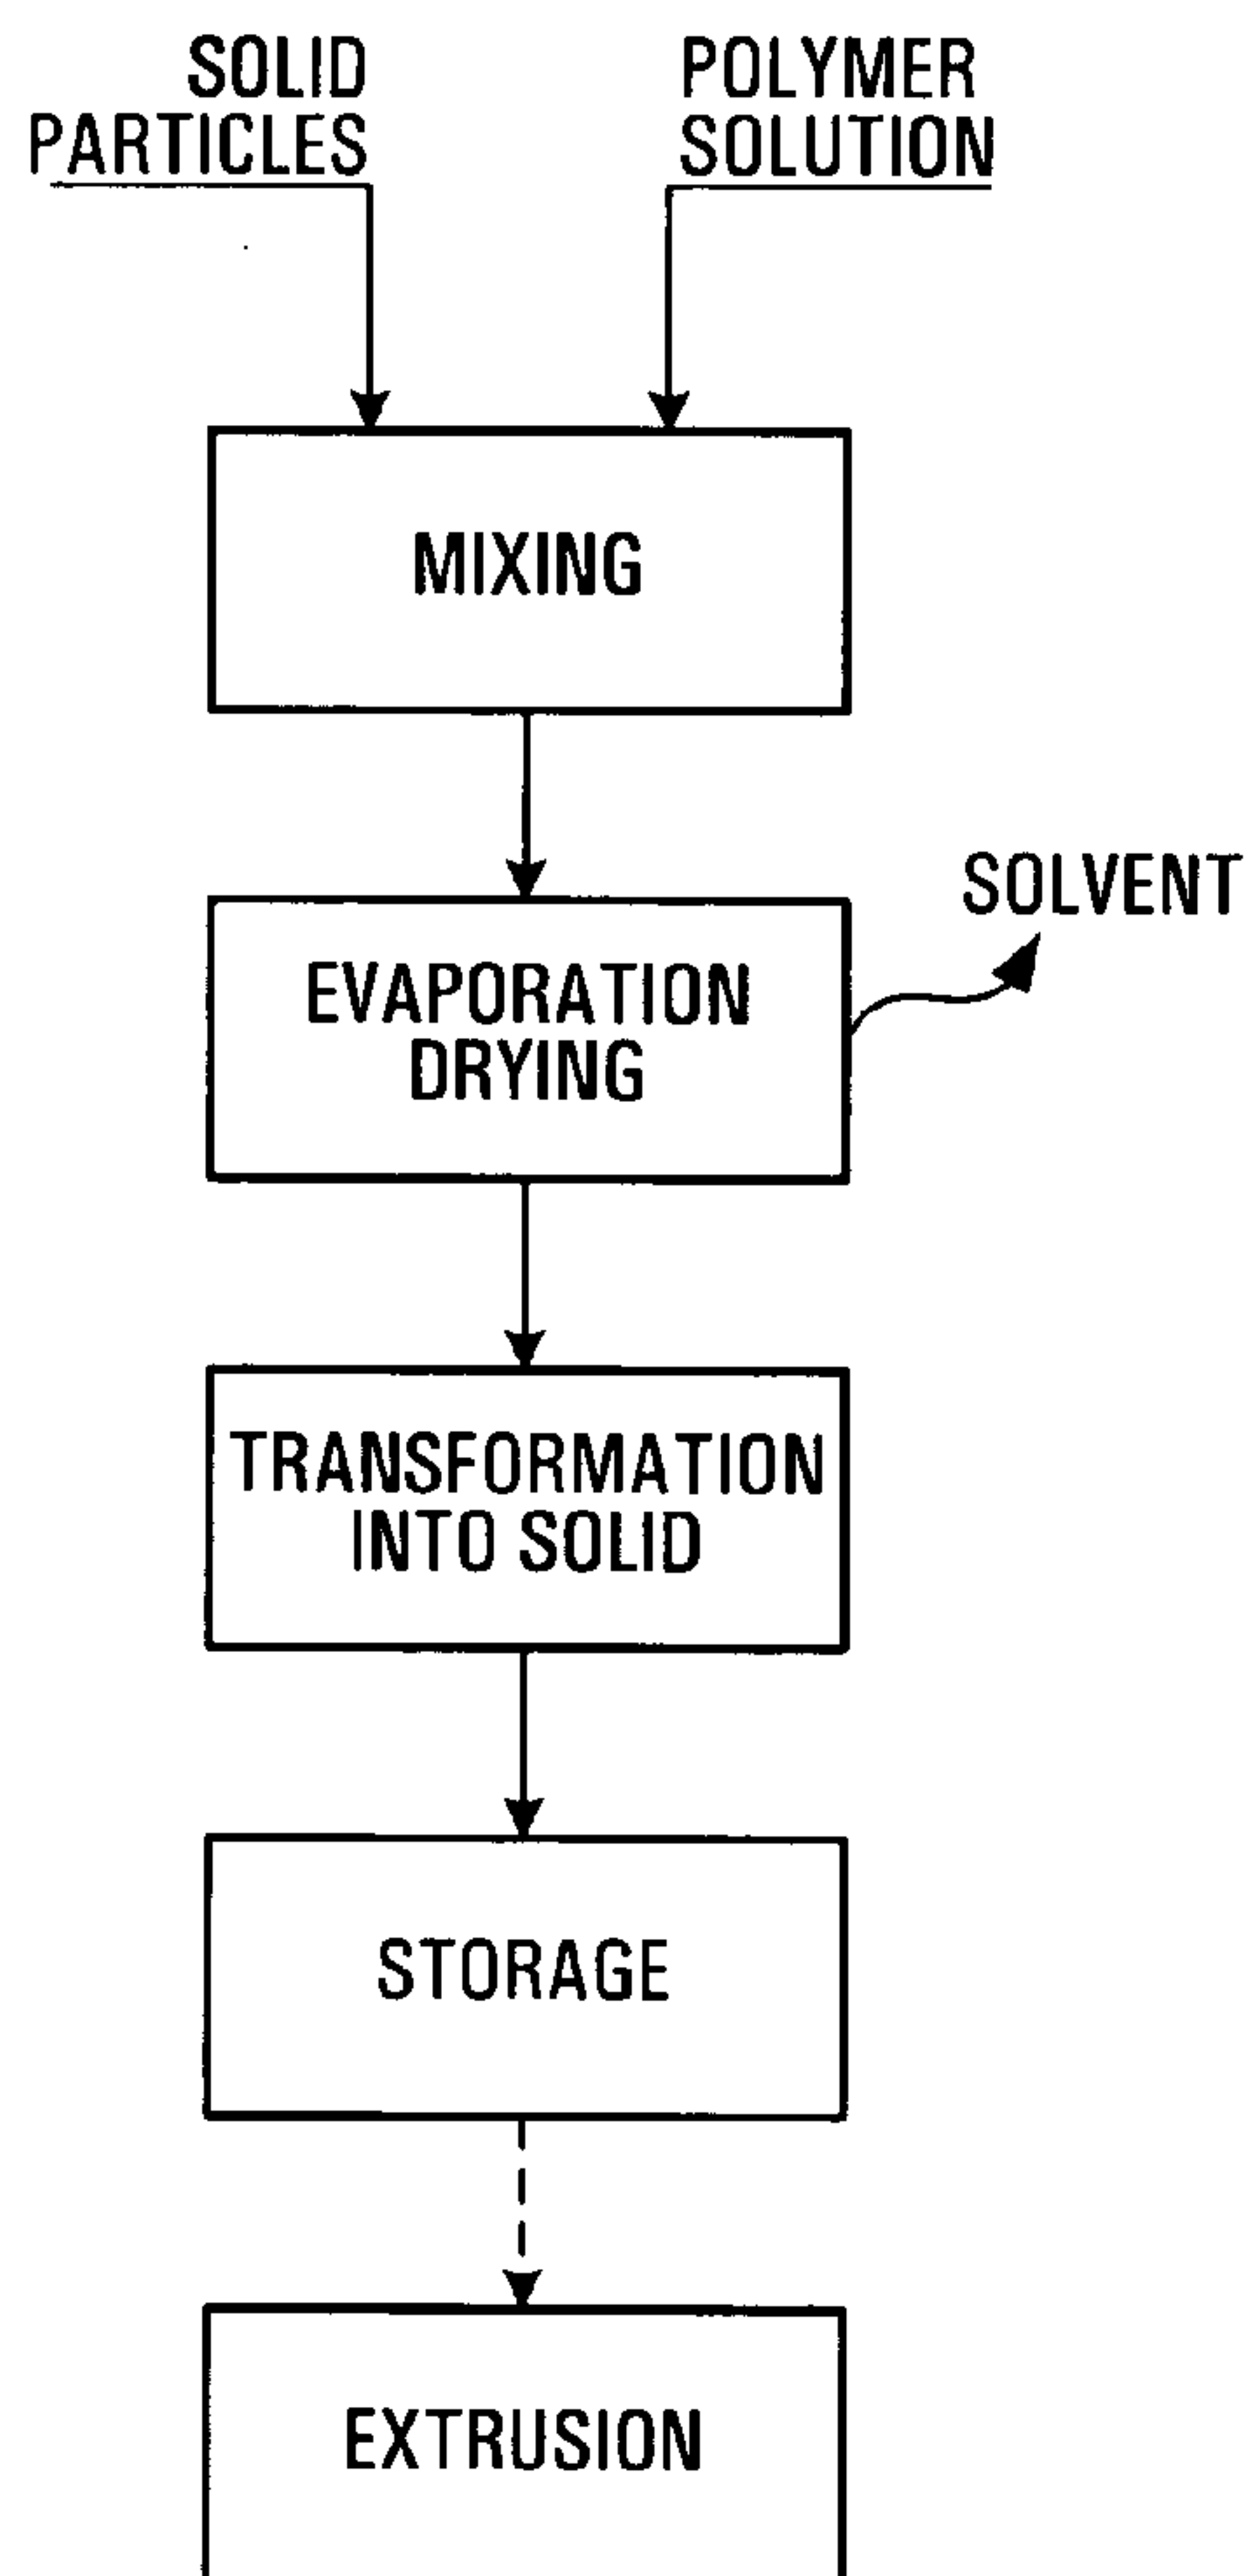 SOLID
PARTICLES
POLYMER
SOLUTION
MIXING
SOLVENT
EVAPORATION
DRYING
TRANSFORMATION
INTO SOLID
STORAGE
EXTRUSION